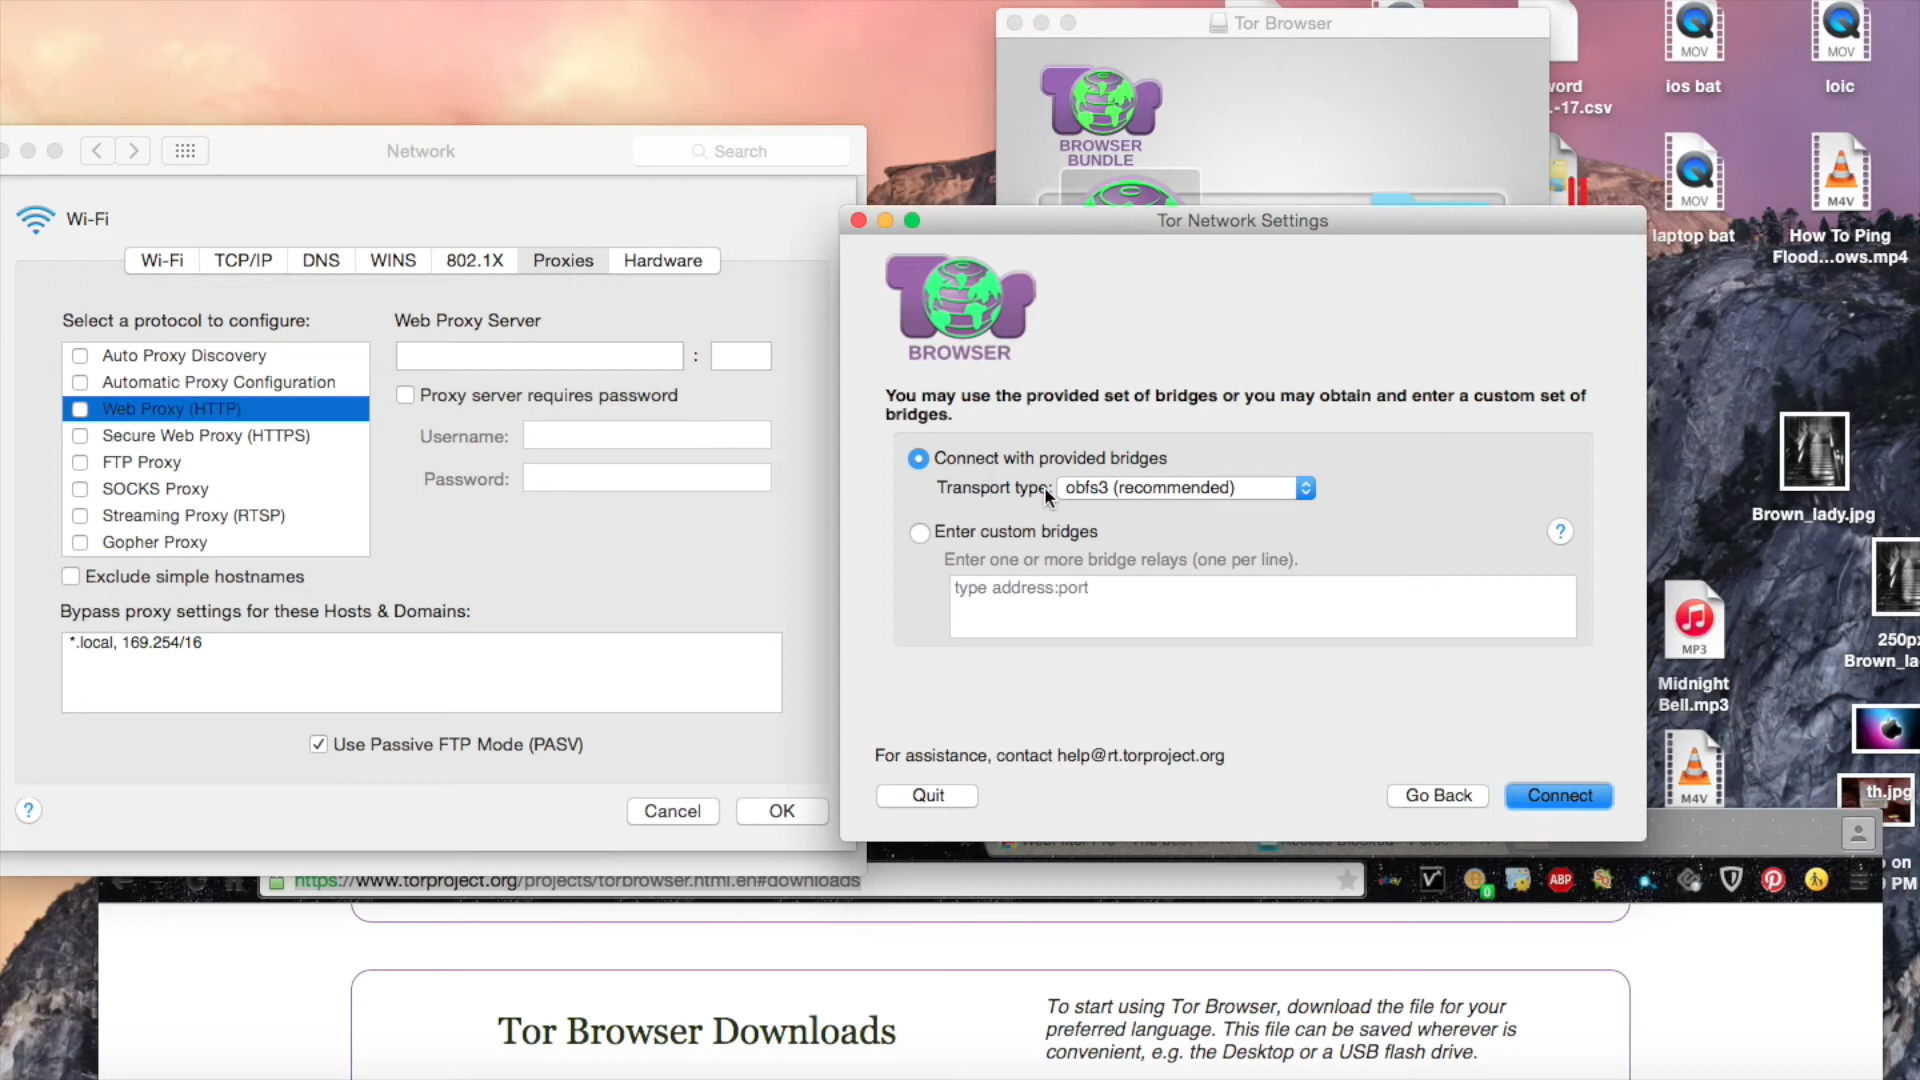 Tor Browser
Tor
BROWSER
BUNDLE
MOV
ios bat
MOV
loic
-17.csv
MOV
laptop bat
M4V
How To Ping
Flood...ows.mp4
Network
Search
Wi-Fi
Wi-Fi
TCP/IP
DNS
WINS
802.1X
Proxies
Hardware
Select a protocol to configure:
Auto Proxy Discovery
Automatic Proxy Configuration
Web Proxy (HTTP)
Secure Web Proxy (HTTPS)
FTP Proxy
SOCKS Proxy
Streaming Proxy (RTSP)
Gopher Proxy
Web Proxy Server
:
Proxy server requires password
Username:
Password:
Exclude simple hostnames
Bypass proxy settings for these Hosts & Domains:
*.local, 169.254/16
Use Passive FTP Mode (PASV)
?
Cancel
OK
Tor Network Settings
Tor
BROWSER
You may use the provided set of bridges or you may obtain and enter a custom set of
bridges.
Connect with provided bridges
Transport type:
obfs3 (recommended)
Enter custom bridges
?
Enter one or more bridge relays (one per line).
type address:port
For assistance, contact help@rt.torproject.org
Quit
Go Back
Connect
Brown_lady.jpg
250px
MP3
Midnight
Bell.mp3
M4V
th.jpg
on
PM
https://www.torproject.org/projects/torbrowser.html.en#downloads
ebay
0
ABP
Tor Browser Downloads
To start using Tor Browser, download the file for your
preferred language. This file can be saved wherever is
convenient, e.g. the Desktop or a USB flash drive.